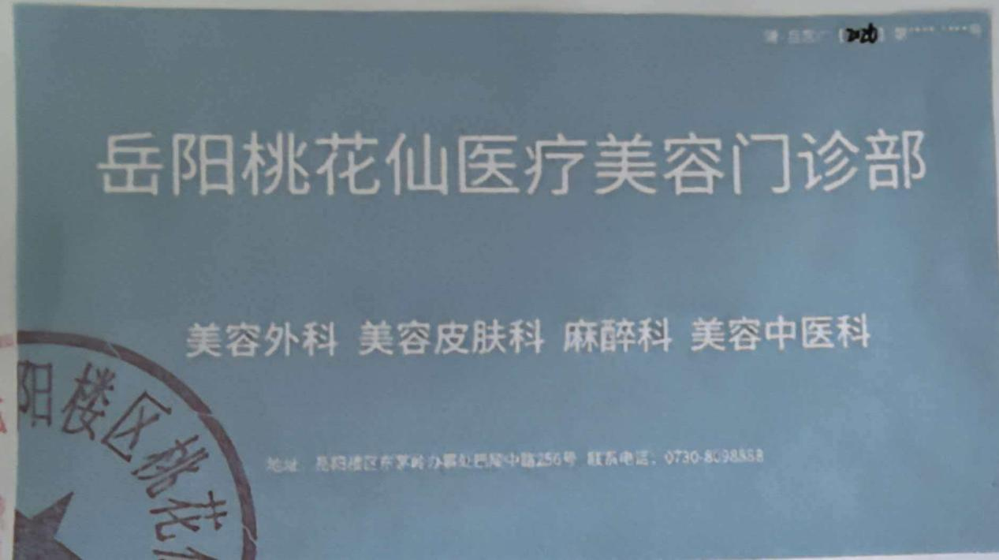 2020
岳阳桃花仙医疗美容门诊部
美容外科 美容皮肤科 麻醉科 美容中医科
地址: 岳阳楼区东茅岭办事处巴陵中路256号 联系电话: 0730-8098888
阳楼区桃花